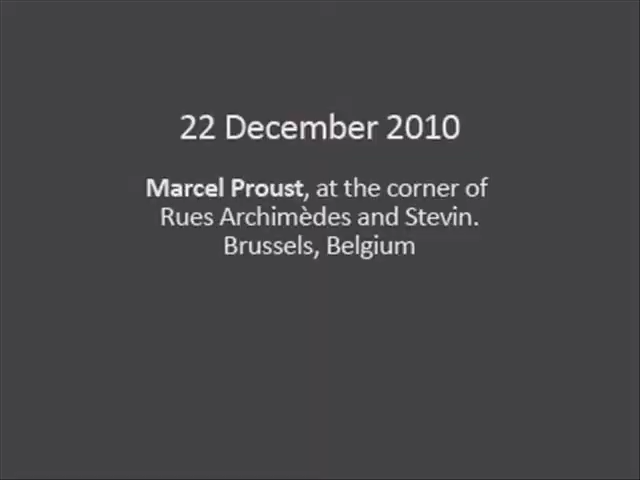 22 December 2010
Marcel Proust, at the corner of
Rues Archimèdes and Stevin.
Brussels, Belgium